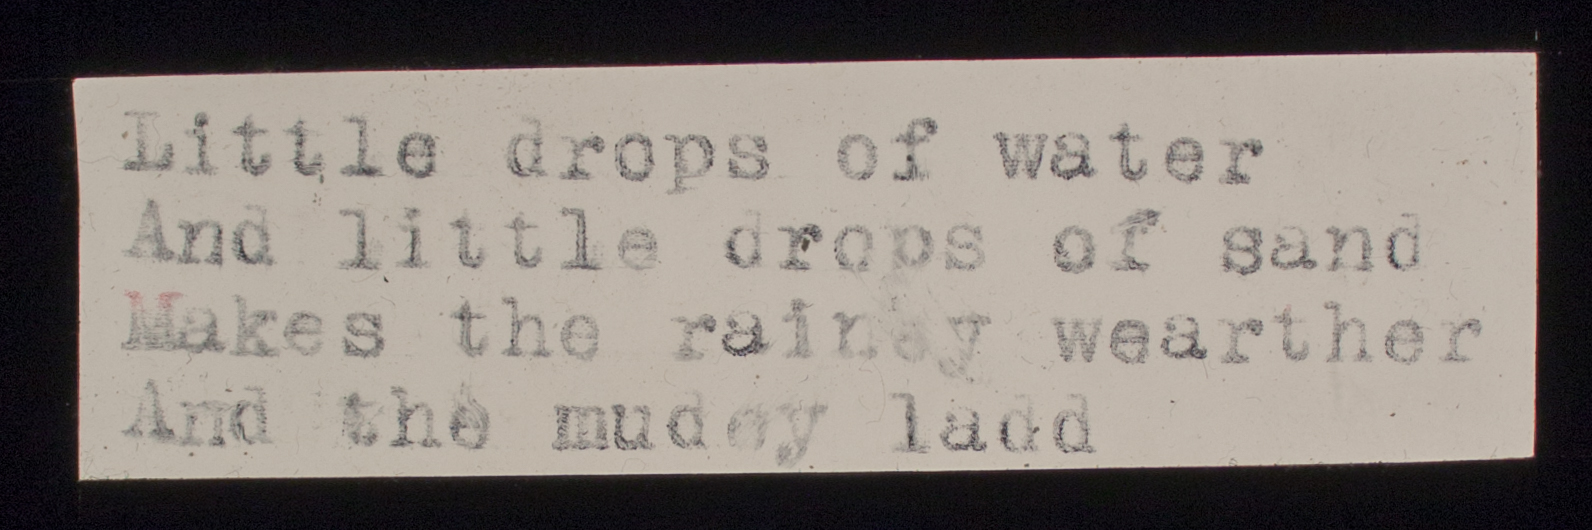 Little drops of water
And little drops of sand
Makes the rainey wearther
And the mudey ladd